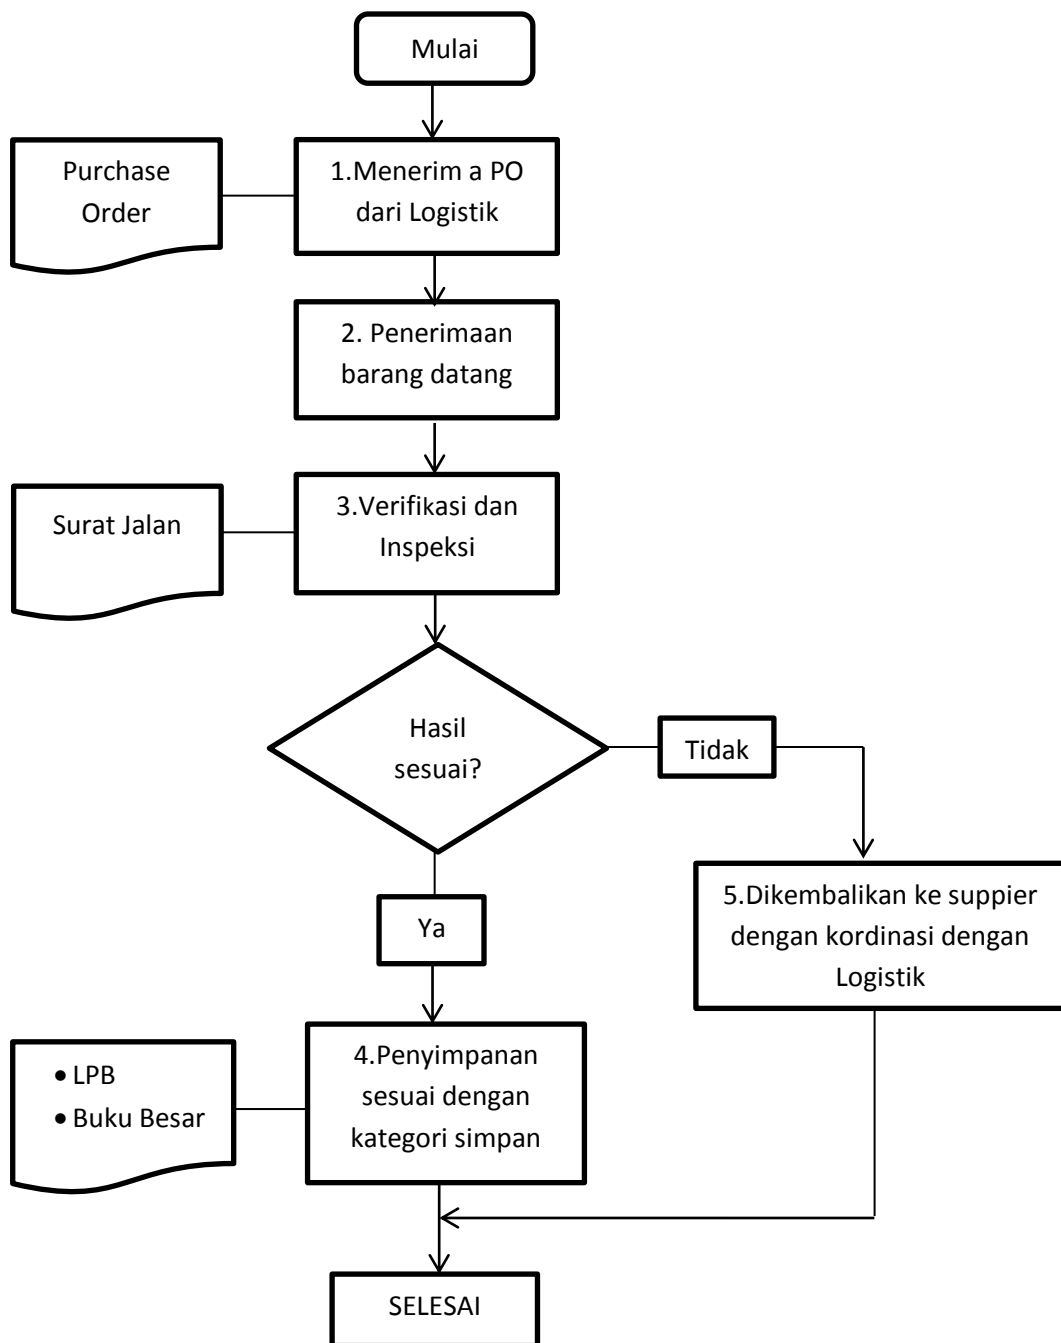 Mulai
Purchase
Order
1.Menerim a PO
dari Logistik
2. Penerimaan
barang datang
Surat Jalan
3.Verifikasi dan
Inspeksi
Hasil
sesuai?
Tidak
Ya
5.Dikembalikan ke suppier
dengan kordinasi dengan
Logistik
• LPB
• Buku Besar
4.Penyimpanan
sesuai dengan
kategori simpan
SELESAI